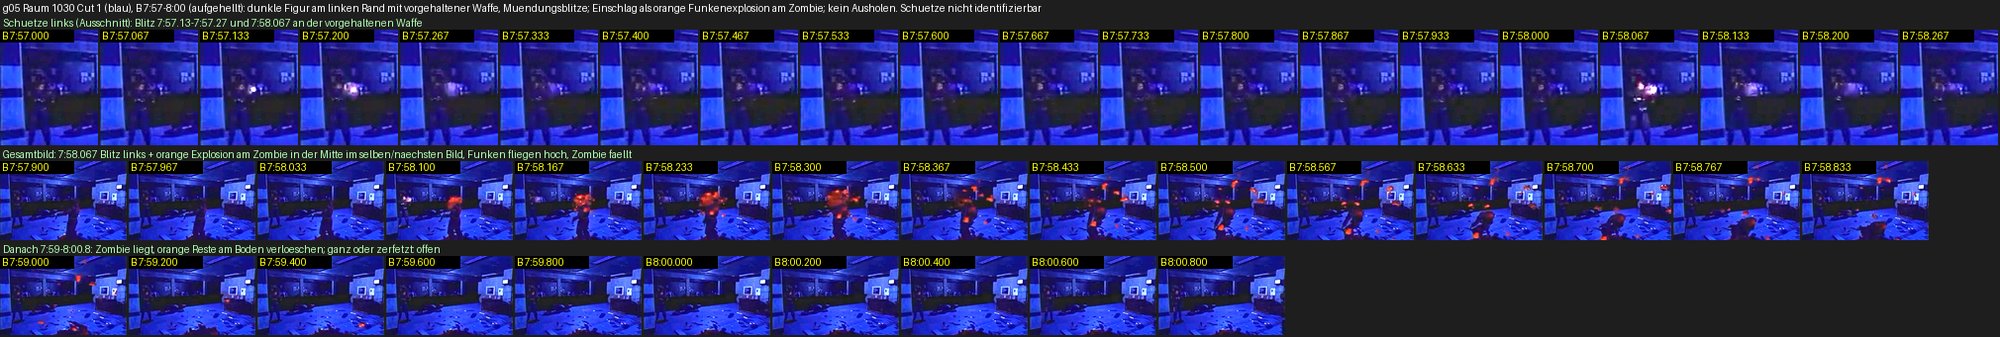 g05 Raum 1030 Cut 1 (blau), B7:57-8:00 (aufgehellt): dunkle Figur am linken Rand mit vorgehaltener Waffe, Muendungsblitze; Einschlag als orange Funkenexplosion am Zombie; kein Ausholen. Schuetze nicht identifizierbar
Schuetze links (Ausschnitt): Blitz 7:57.13-7:57.27 und 7:58.067 an der vorgehaltenen Waffe
B7:57.000 B7:57.067 B7:57.133 B7:57.200 B7:57.267 B7:57.333 B7:57.400 B7:57.467 B7:57.533 B7:57.600 B7:57.667 B7:57.733 B7:57.800 B7:57.867 B7:57.933 B7:58.000 B7:58.067 B7:58.133 B7:58.200 B7:58.267
Gesamtbild: 7:58.067 Blitz links + orange Explosion am Zombie in der Mitte im selben/naechsten Bild, Funken fliegen hoch, Zombie faellt
B7:57.900 B7:57.967 B7:58.033 B7:58.100 B7:58.167 B7:58.233 B7:58.300 B7:58.367 B7:58.433 B7:58.500 B7:58.567 B7:58.633 B7:58.700 B7:58.767 B7:58.833
Danach 7:59-8:00.8: Zombie liegt, orange Reste am Boden verloeschen; ganz oder zerfetzt: offen
B7:59.000 B7:59.200 B7:59.400 B7:59.600 B7:59.800 B8:00.000 B8:00.200 B8:00.400 B8:00.600 B8:00.800